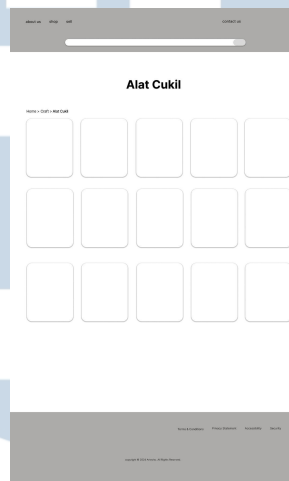 about us shop sell contact us
Alat Cukil
Home > Craft > Alat Cukil
Terms & Conditions Privacy Statement Accessibility Security